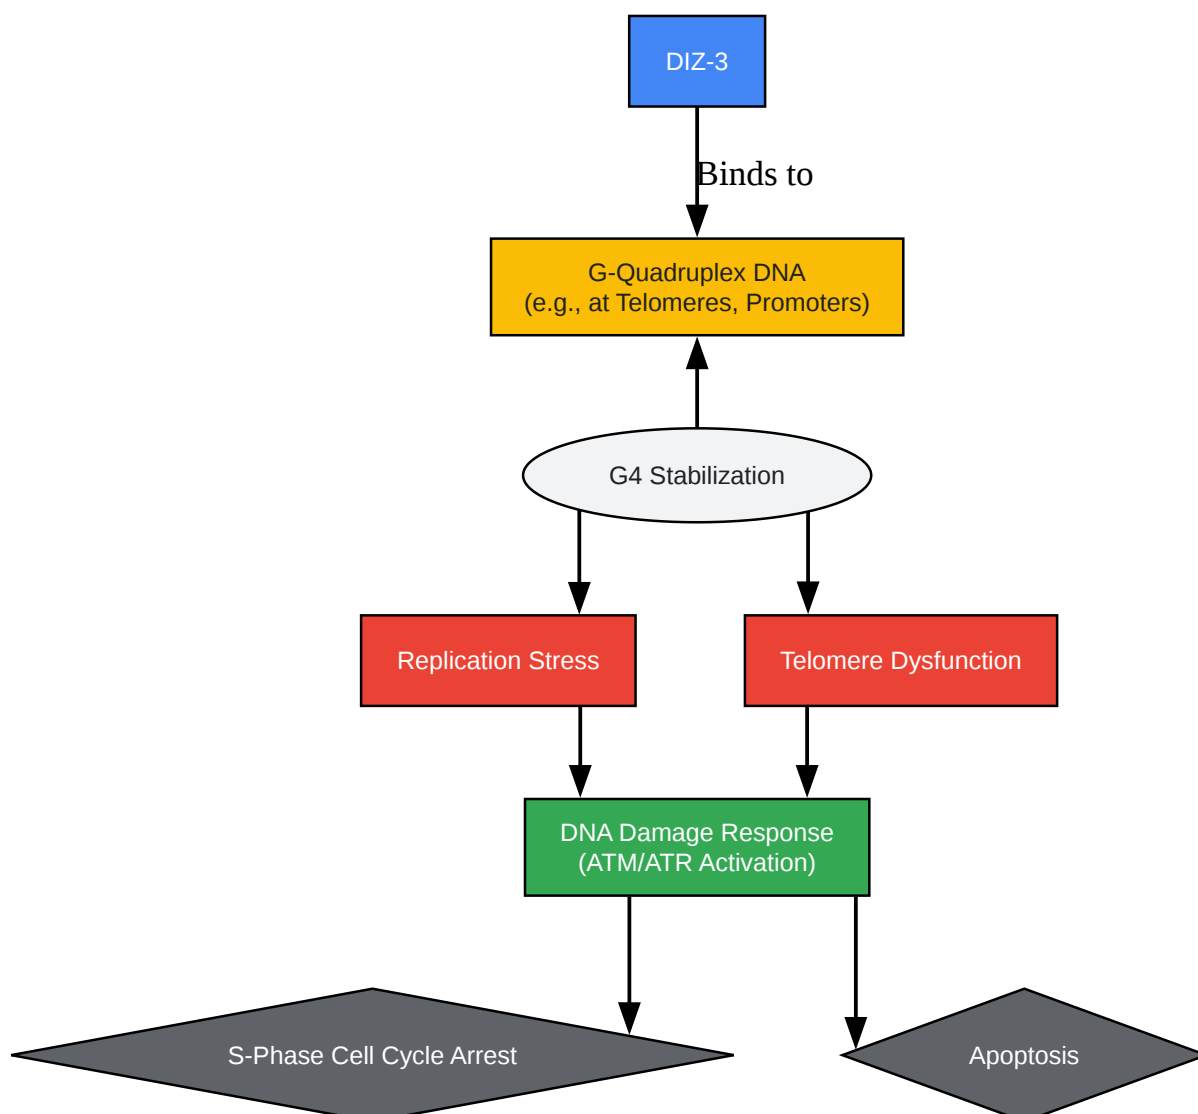 DIZ-3
Binds to
G-Quadruplex DNA
(e.g., at Telomeres, Promoters)
G4 Stabilization
Replication Stress
Telomere Dysfunction
DNA Damage Response
(ATM/ATR Activation)
S-Phase Cell Cycle Arrest
Apoptosis